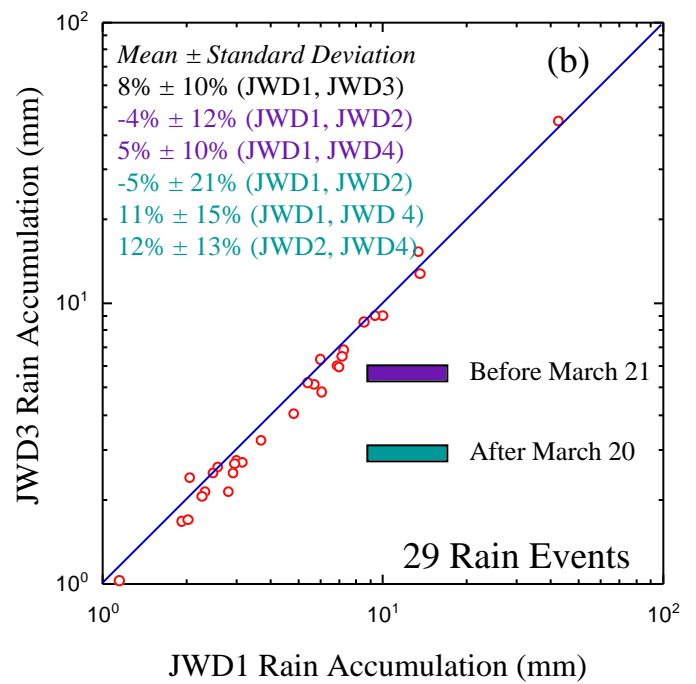 10²
Mean ± Standard Deviation
(b)
8% ± 10% (JWD1, JWD3)
-4% ± 12% (JWD1, JWD2)
5% ± 10% (JWD1, JWD4)
-5% ± 21% (JWD1, JWD2)
11% ± 15% (JWD1, JWD 4)
12% ± 13% (JWD2, JWD4)
JWD3 Rain Accumulation (mm)
10¹
Before March 21
After March 20
29 Rain Events
10⁰
10⁰ 10¹ 10²
JWD1 Rain Accumulation (mm)